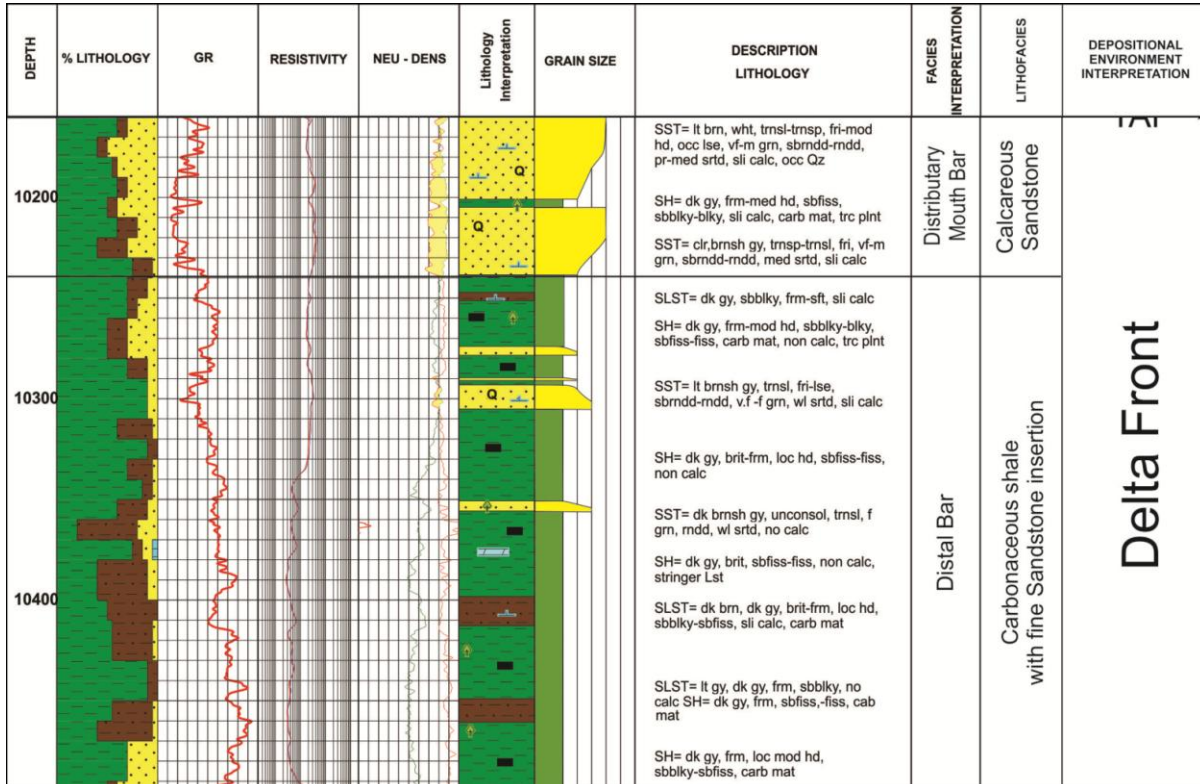 DEPTH
% LITHOLOGY
GR
RESISTIVITY
NEU - DENS
Lithology
Interpretation
GRAIN SIZE
DESCRIPTION
LITHOLOGY
FACIES
INTERPRETATION
LITHOFACIES
DEPOSITIONAL
ENVIRONMENT
INTERPRETATION
10200
10300
10400
Q
Q
Q
SST= lt brn, wht, trnsl-trnsp, fri-mod
hd, occ lse, vf-m grn, sbrndd-rndd,
pr-med srtd, sli calc, occ Qz
SH= dk gy, frm-med hd, sbfiss,
sbblky-blky, sli calc, carb mat, trc plnt
SST= clr,brnsh gy, trnsp-trnsl, fri, vf-m
grn, sbrndd-rndd, med srtd, sli calc
SLST= dk gy, sbblky, frm-sft, sli calc
SH= dk gy, frm-mod hd, sbblky-blky,
sbfiss-fiss, carb mat, non calc, trc plnt
SST= lt brnsh gy, trnsl, fri-lse,
sbrndd-rndd, v.f -f grn, wl srtd, sli calc
SH= dk gy, brit-frm, loc hd, sbfiss-fiss,
non calc
SST= dk brnsh gy, unconsol, trnsl, f
grn, rndd, wl srtd, no calc
SH= dk gy, brit, sbfiss-fiss, non calc,
stringer Lst
SLST= dk brn, dk gy, brit-frm, loc hd,
sbblky-sbfiss, sli calc, carb mat
SLST= lt gy, dk gy, frm, sbblky, no
calc SH= dk gy, frm, sbfiss,-fiss, cab
mat
SH= dk gy, frm, loc mod hd,
sbblky-sbfiss, carb mat
Distributary
Mouth Bar
Calcareous
Sandstone
Distal Bar
Carbonaceous shale
with fine Sandstone insertion
Delta Front